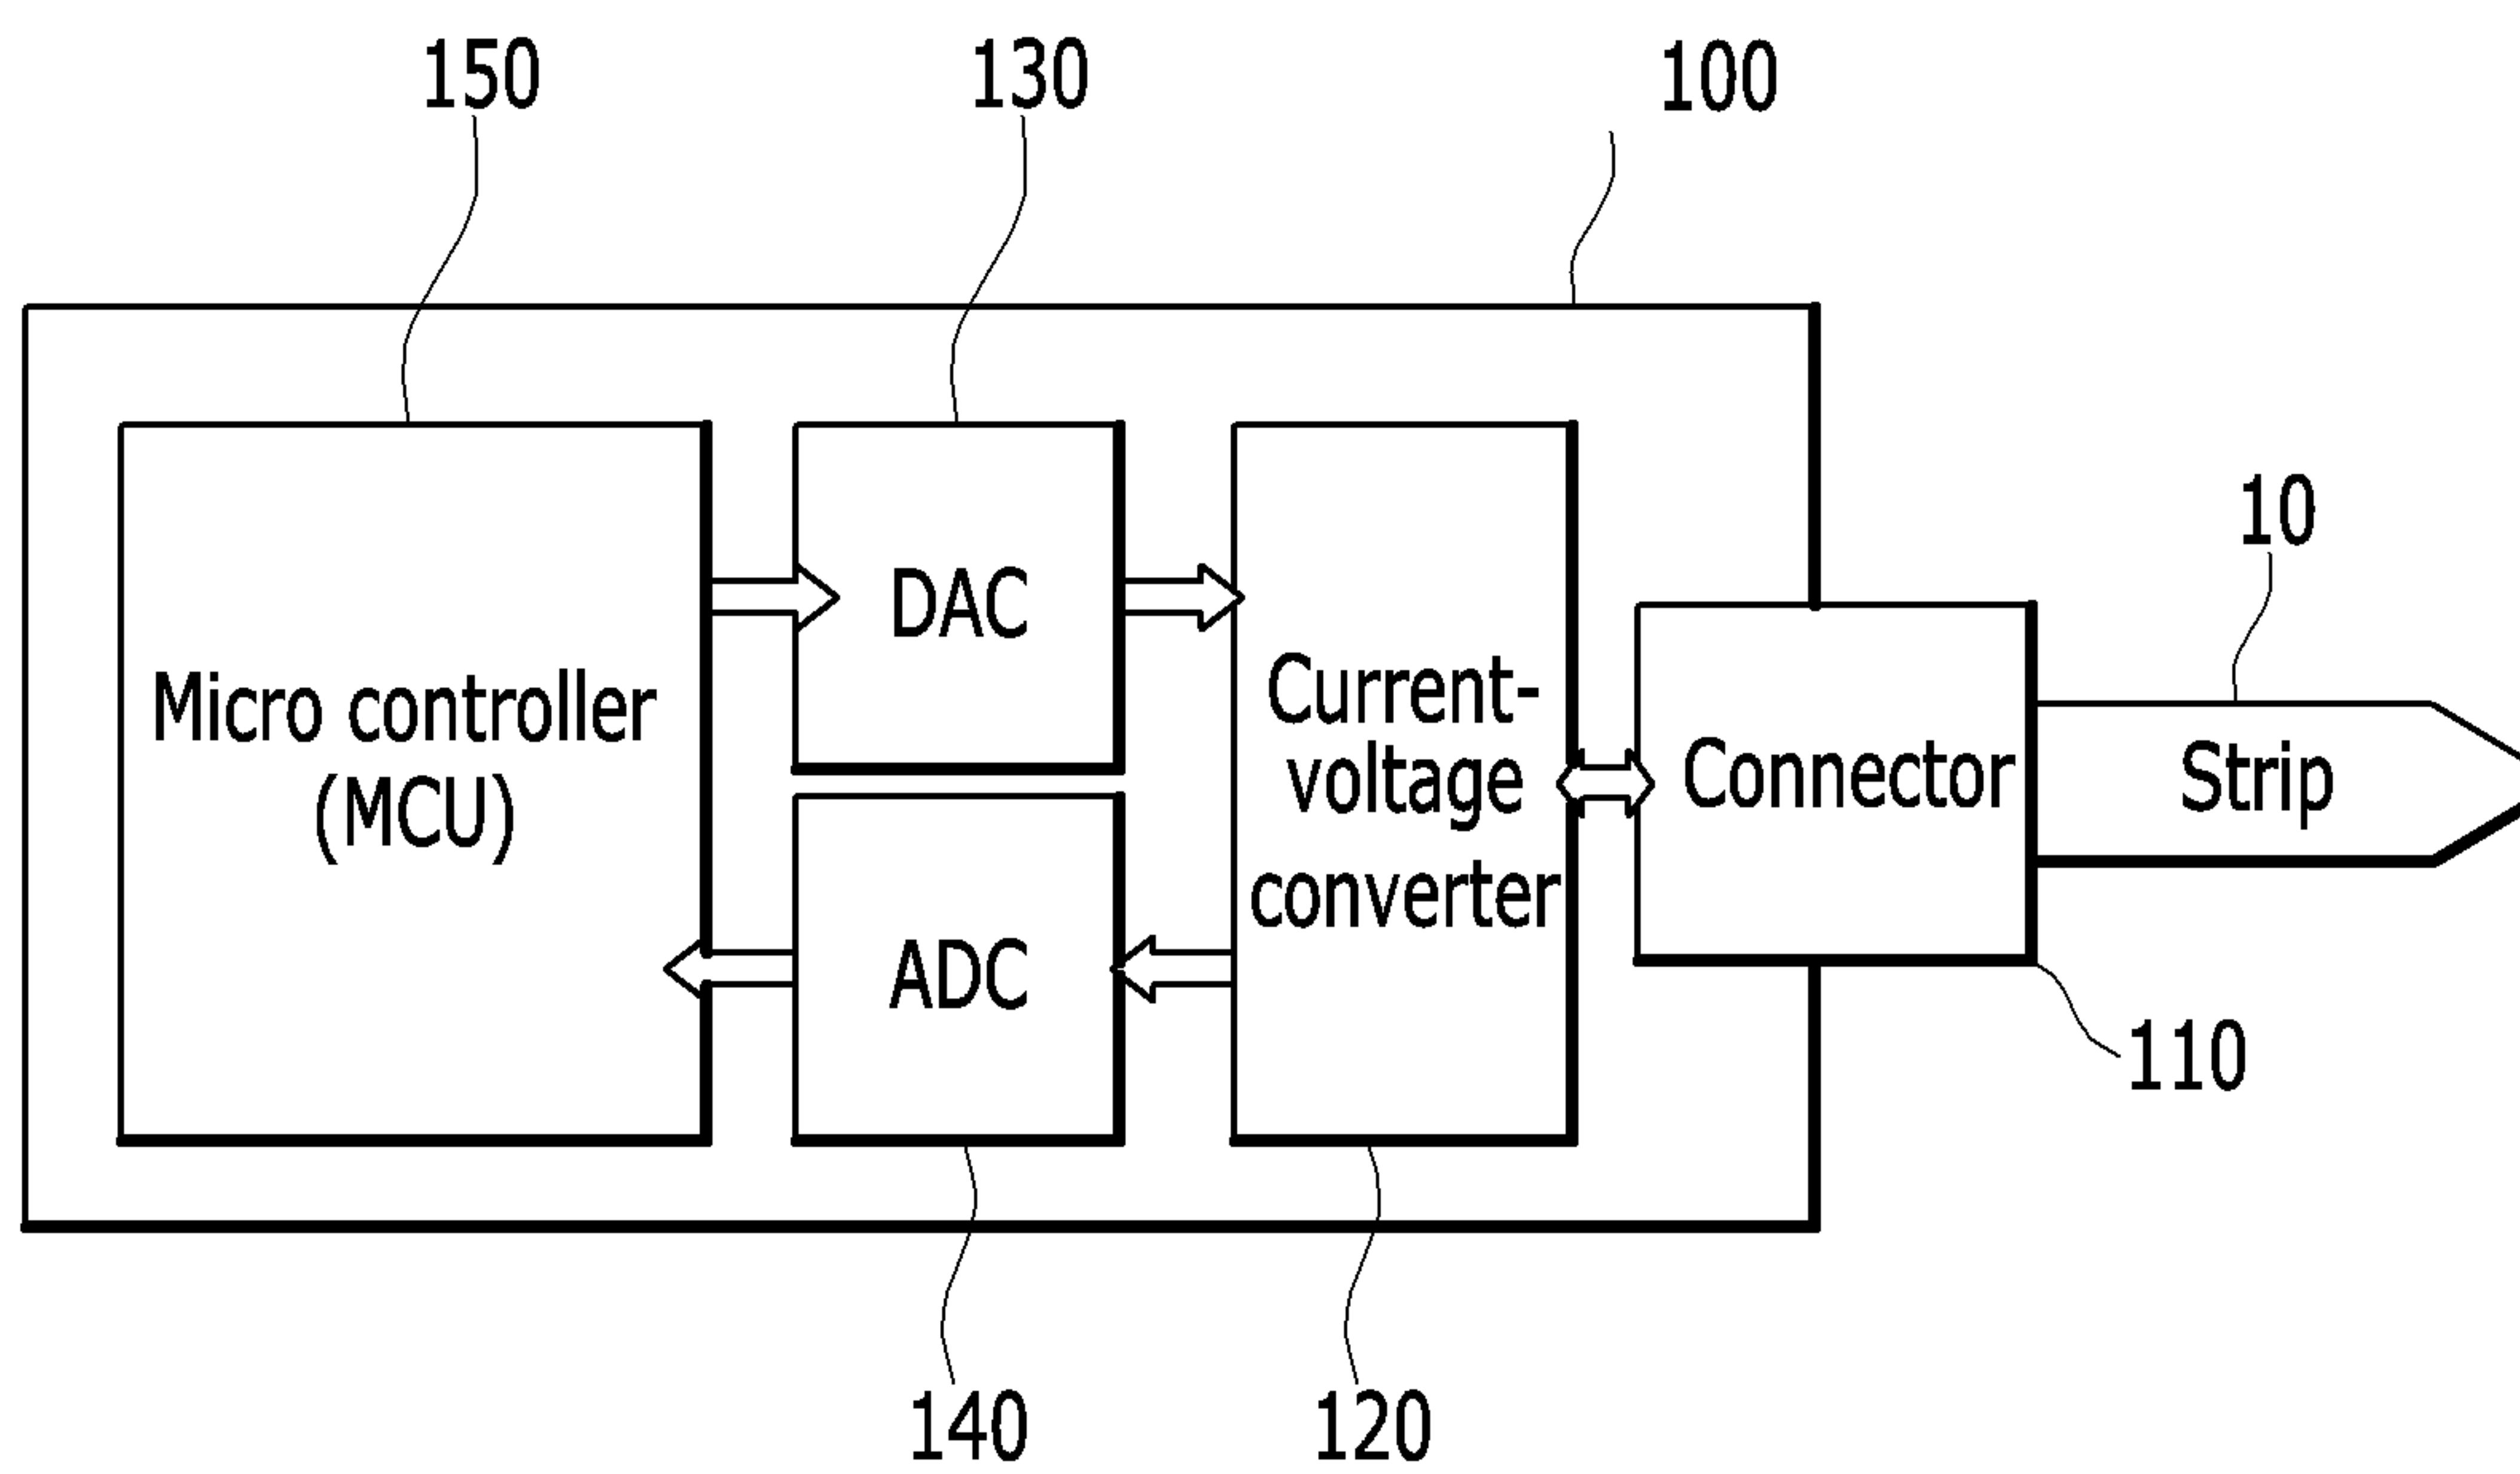 150
130
100
10
DAC
Micro controller
(MCU)
Current-
voltage
converter
Connector
Strip
ADC
110
140
120